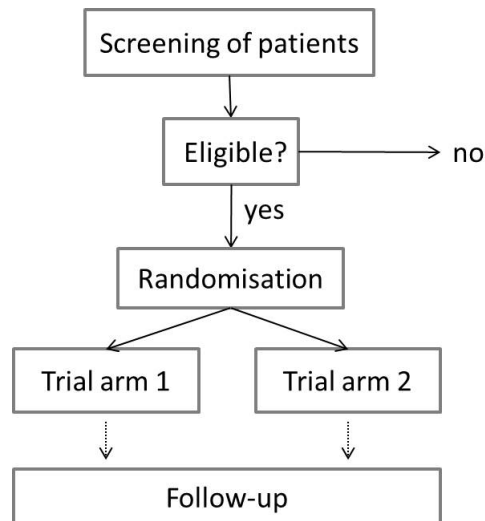 Screening of patients
Eligible?
no
yes
Randomisation
Trial arm 1
Trial arm 2
Follow-up